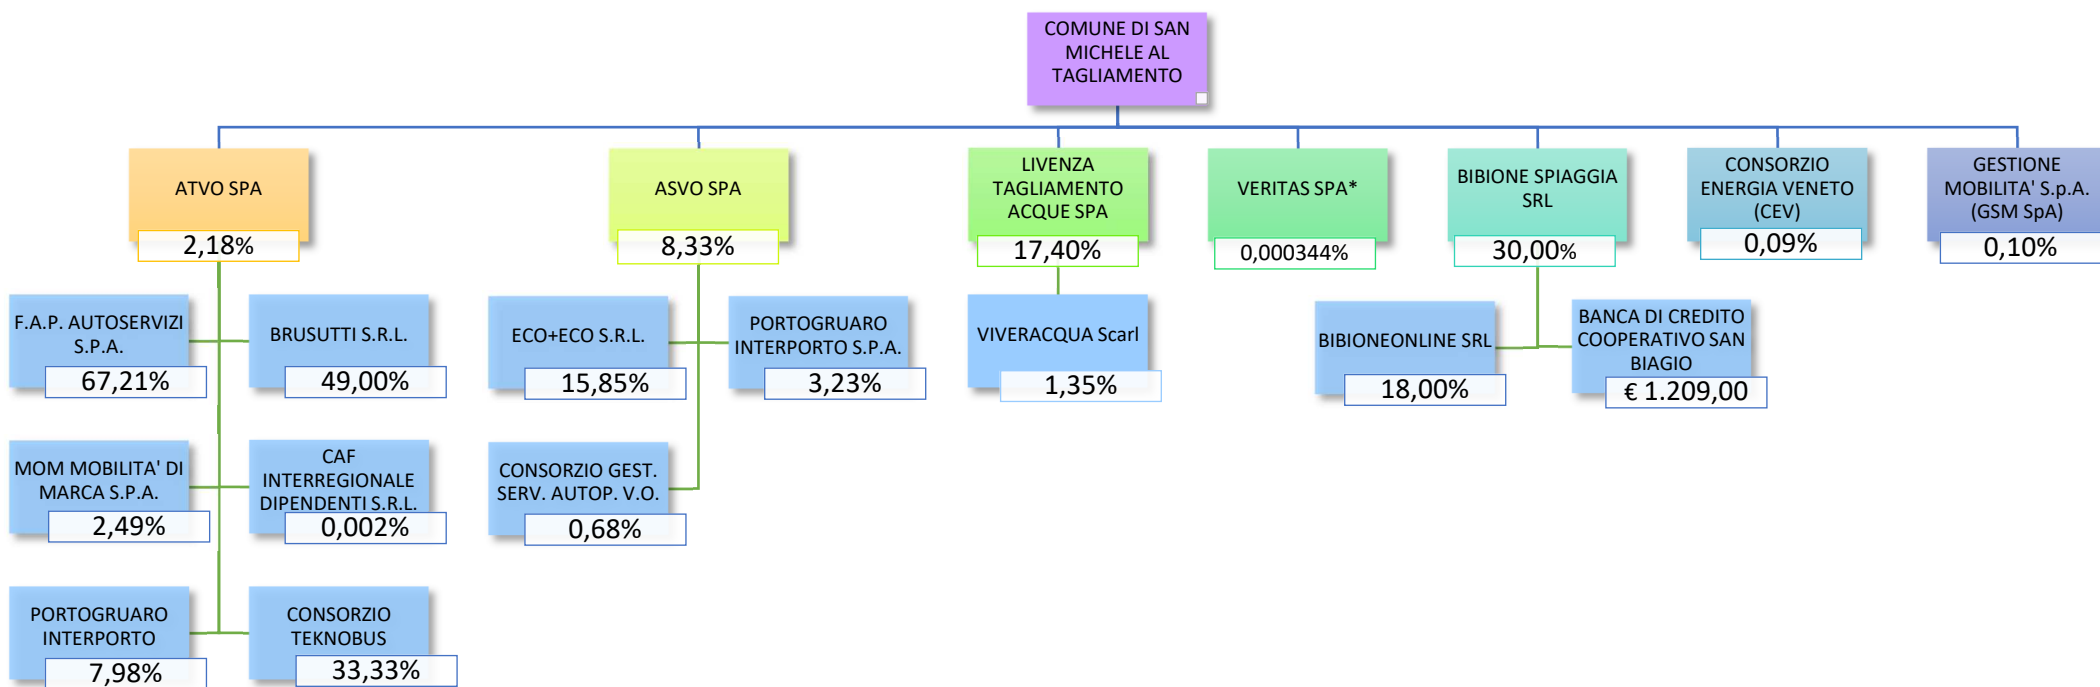 COMUNE DI SAN
MICHELE AL
TAGLIAMENTO
ATVO SPA
2,18%
ASVO SPA
8,33%
LIVENZA
TAGLIAMENTO
ACQUE SPA
17,40%
VERITAS SPA*
0,000344%
BIBIONE SPIAGGIA
SRL
30,00%
CONSORZIO
ENERGIA VENETO
(CEV)
0,09%
GESTIONE
MOBILITA' S.p.A.
(GSM SpA)
0,10%
F.A.P. AUTOSERVIZI
S.P.A.
67,21%
BRUSUTTI S.R.L.
49,00%
ECO+ECO S.R.L.
15,85%
PORTOGRUARO
INTERPORTO S.P.A.
3,23%
VIVERACQUA Scarl
1,35%
BIBIONEONLINE SRL
18,00%
BANCA DI CREDITO
COOPERATIVO SAN
BIAGIO
€ 1.209,00
MOM MOBILITA' DI
MARCA S.P.A.
2,49%
CAF
INTERREGIONALE
DIPENDENTI S.R.L.
0,002%
CONSORZIO GEST.
SERV. AUTOP. V.O.
0,68%
PORTOGRUARO
INTERPORTO
7,98%
CONSORZIO
TEKNOBUS
33,33%